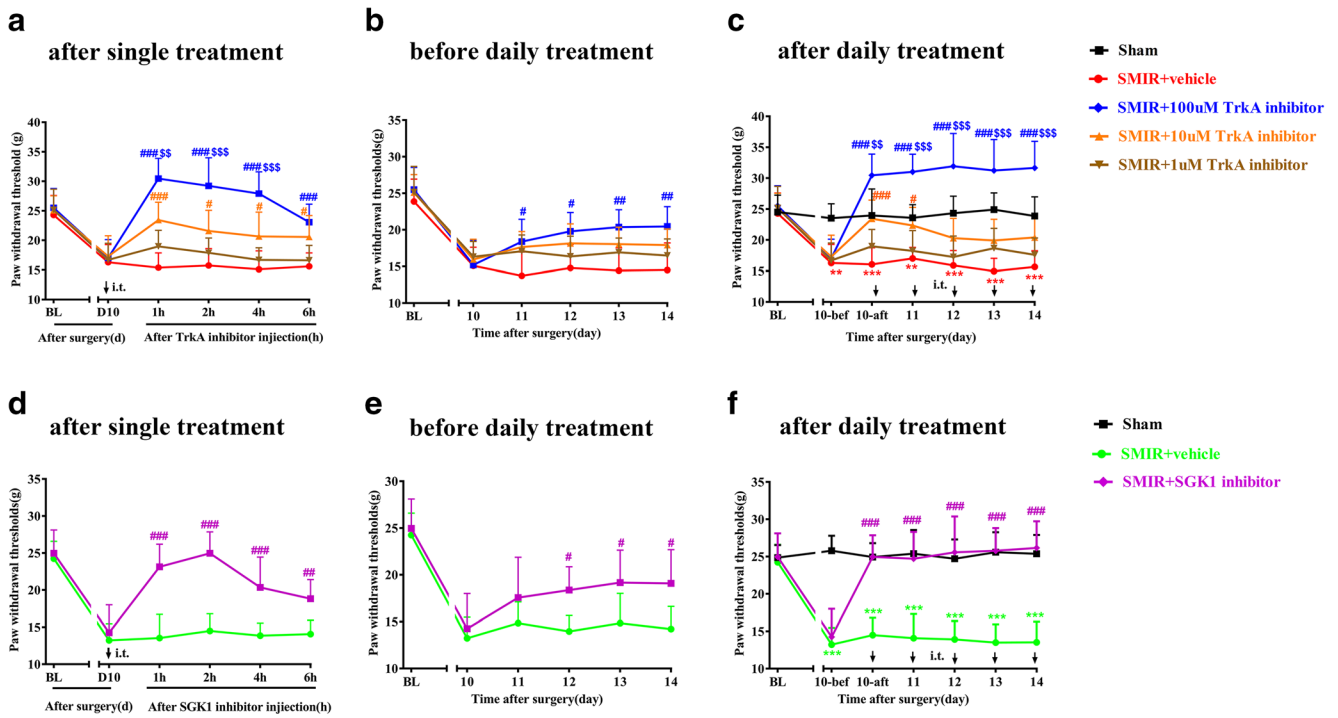 a
after single treatment
Paw withdrawal threshold (g)
35
30
25
20
15
10
###$$
###$$$
###$$$
###
###
#
#
#
i.t.
BL
D10
1h
2h
4h
6h
After surgery(d)
After TrkA inhibitor injection(h)
b
before daily treatment
Paw withdrawal thresholds(g)
35
30
25
20
15
10
#
#
##
##
BL
10
11
12
13
14
Time after surgery(day)
c
after daily treatment
Paw withdrawal threshold (g)
40
35
30
25
20
15
10
###$$
###$$$
###$$$
###$$$
###$$$
###
#
**
***
**
***
***
***
i.t.
BL
10-bef
10-aft
11
12
13
14
Time after surgery(day)
Sham
SMIR+vehicle
SMIR+100uM TrkA inhibitor
SMIR+10uM TrkA inhibitor
SMIR+1uM TrkA inhibitor
d
after single treatment
Paw withdrawal thresholds(g)
35
30
25
20
15
10
###
###
###
##
i.t.
BL
D10
1h
2h
4h
6h
After surgery(d)
After SGK1 inhibitor injection(h)
e
before daily treatment
Paw withdrawal thresholds(g)
30
25
20
15
10
#
#
#
BL
10
11
12
13
14
Time after surgery(day)
f
after daily treatment
Paw withdrawal thresholds(g)
35
30
25
20
15
10
###
###
###
###
###
***
***
***
***
***
***
i.t.
BL
10-bef
10-aft
11
12
13
14
Time after surgery(day)
Sham
SMIR+vehicle
SMIR+SGK1 inhibitor